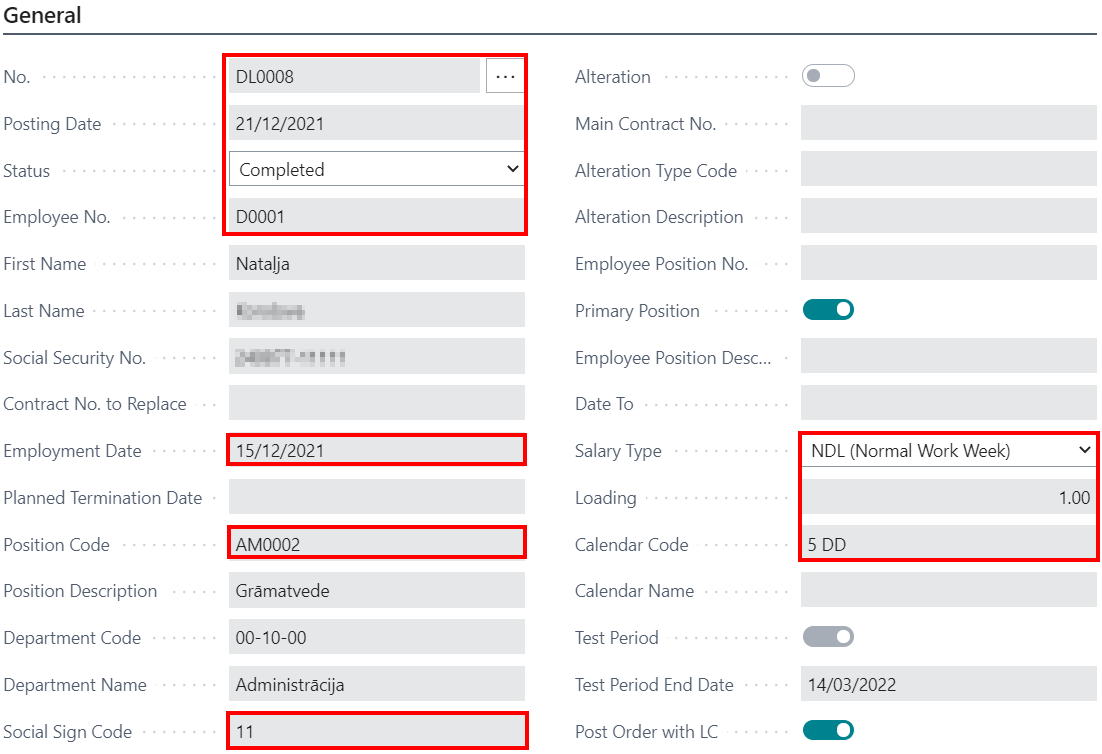 General
No. DL0008 ...
Posting Date 21/12/2021
Status Completed
Employee No. D0001
First Name Nataļja
Last Name
Social Security No.
Contract No. to Replace
Employment Date 15/12/2021
Planned Termination Date
Position Code AM0002
Position Description Grāmatvede
Department Code 00-10-00
Department Name Administrācija
Social Sign Code 11
Alteration
Main Contract No.
Alteration Type Code
Alteration Description
Employee Position No.
Primary Position
Employee Position Desc...
Date To
Salary Type NDL (Normal Work Week)
Loading 1.00
Calendar Code 5 DD
Calendar Name
Test Period
Test Period End Date 14/03/2022
Post Order with LC